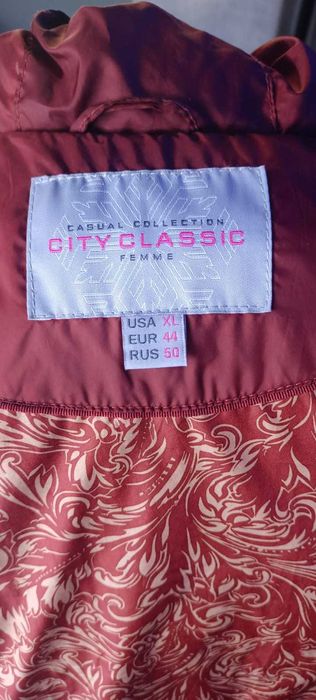 CASUAL COLLECTION
CITY CLASSIC
FEMME
USA XL
EUR 44
RUS 50